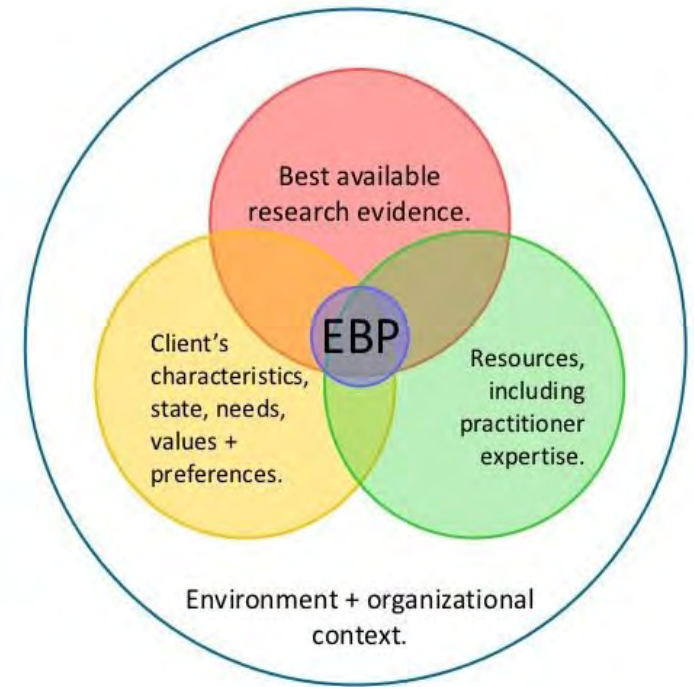 Best available
research evidence.
EBP
Client's
characteristics,
state, needs,
values +
preferences.
Resources,
including
practitioner
expertise.
Environment + organizational
context.